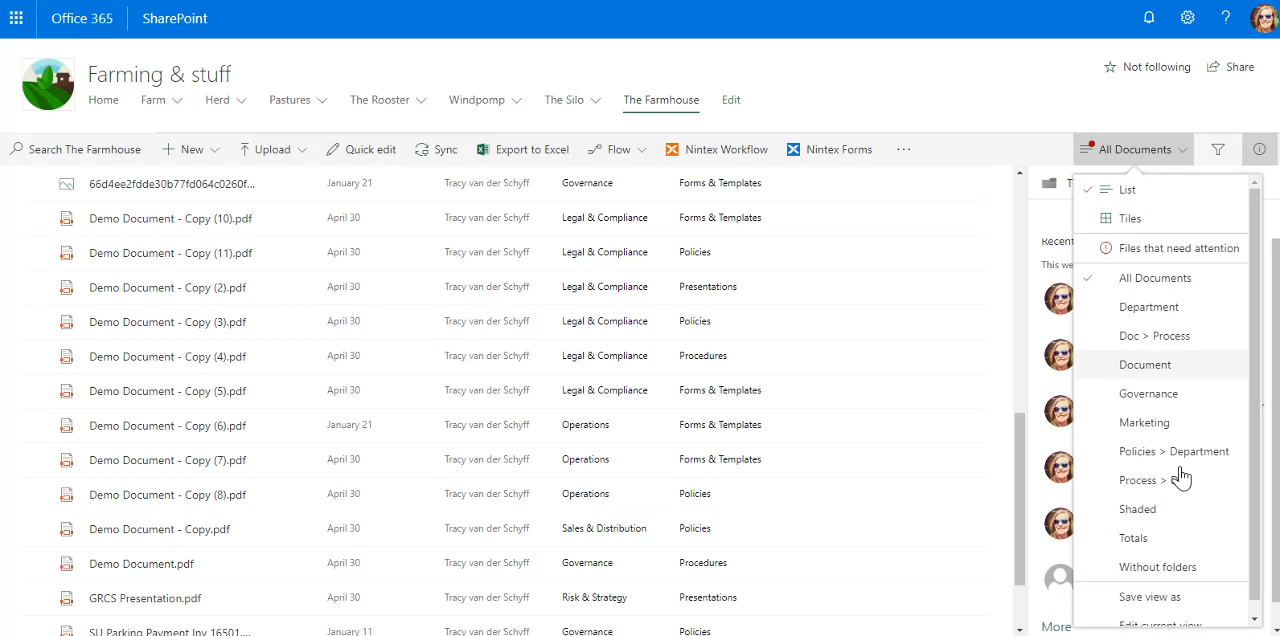 Office 365 SharePoint
Farming & stuff
Not following Share
Home Farm Herd Pastures The Rooster Windpomp The Silo The Farmhouse Edit
Search The Farmhouse New Upload Quick edit Sync Export to Excel Flow Nintex Workflow Nintex Forms ··· All Documents
66d4ee2fdde30b77fd064c0260f... January 21 Tracy van der Schyff Governance Forms & Templates
Demo Document - Copy (10).pdf April 30 Tracy van der Schyff Legal & Compliance Forms & Templates
Demo Document - Copy (11).pdf April 30 Tracy van der Schyff Legal & Compliance Policies
Demo Document - Copy (2).pdf April 30 Tracy van der Schyff Legal & Compliance Presentations
Demo Document - Copy (3).pdf April 30 Tracy van der Schyff Legal & Compliance Policies
Demo Document - Copy (4).pdf April 30 Tracy van der Schyff Legal & Compliance Procedures
Demo Document - Copy (5).pdf April 30 Tracy van der Schyff Legal & Compliance Forms & Templates
Demo Document - Copy (6).pdf January 21 Tracy van der Schyff Operations Forms & Templates
Demo Document - Copy (7).pdf April 30 Tracy van der Schyff Operations Forms & Templates
Demo Document - Copy (8).pdf April 30 Tracy van der Schyff Operations Policies
Demo Document - Copy.pdf April 30 Tracy van der Schyff Sales & Distribution Policies
Demo Document.pdf April 30 Tracy van der Schyff Governance Procedures
GRCS Presentation.pdf April 30 Tracy van der Schyff Risk & Strategy Presentations
SU Parking Payment Inv 16501.... January 11 Tracy van der Schyff Governance Policies
Recent
This we
More
List
Tiles
Files that need attention
All Documents
Department
Doc > Process
Document
Governance
Marketing
Policies > Department
Process >
Shaded
Totals
Without folders
Save view as
Edit current view